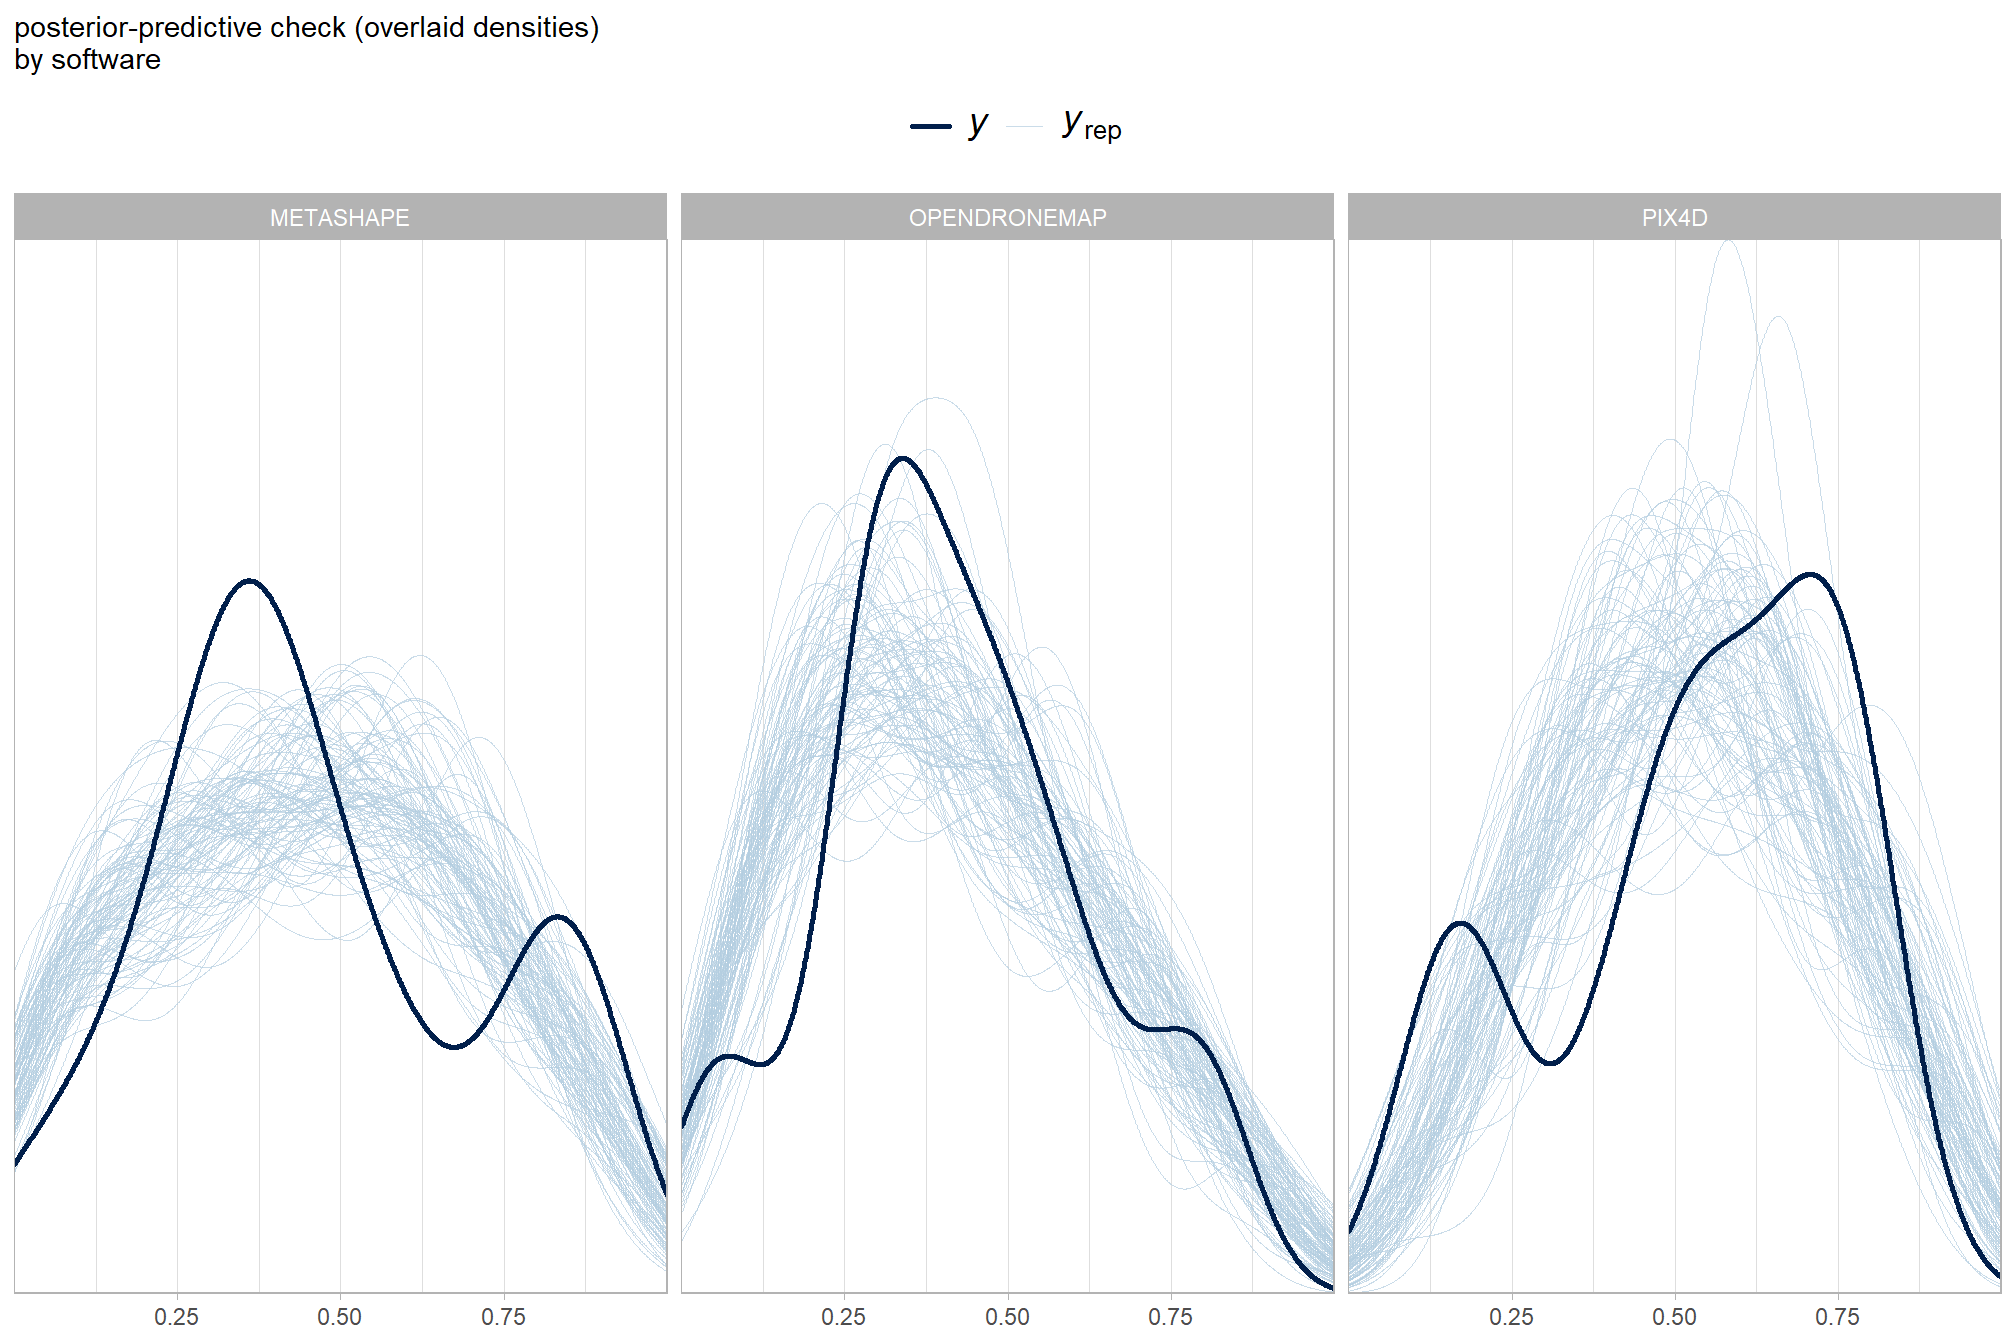 posterior-predictive check (overlaid densities)
by software
y y rep
METASHAPE OPENDRONEMAP PIX4D
0.25 0.50 0.75 0.25 0.50 0.75 0.25 0.50 0.75